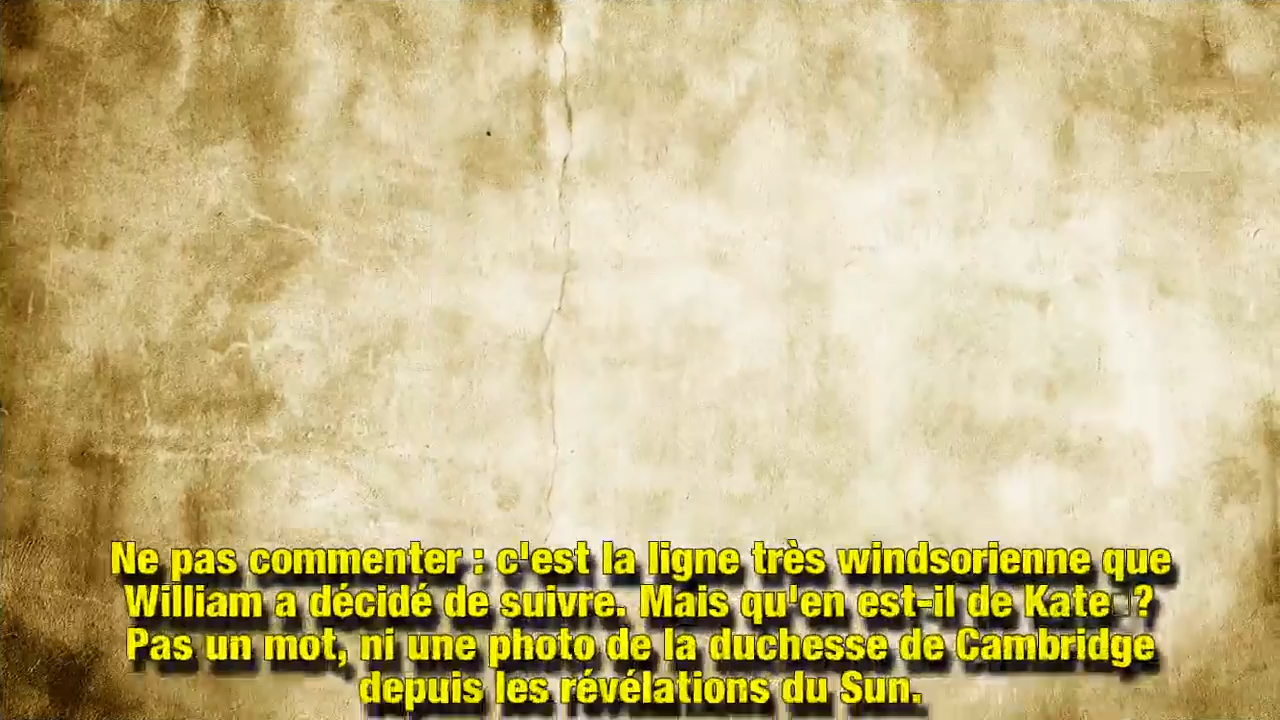 Ne pas commenter : c'est la ligne très windsorienne que
William a décidé de suivre. Mais qu'en est-il de Kate ?
Pas un mot, ni une photo de la duchesse de Cambridge
depuis les révélations du Sun.